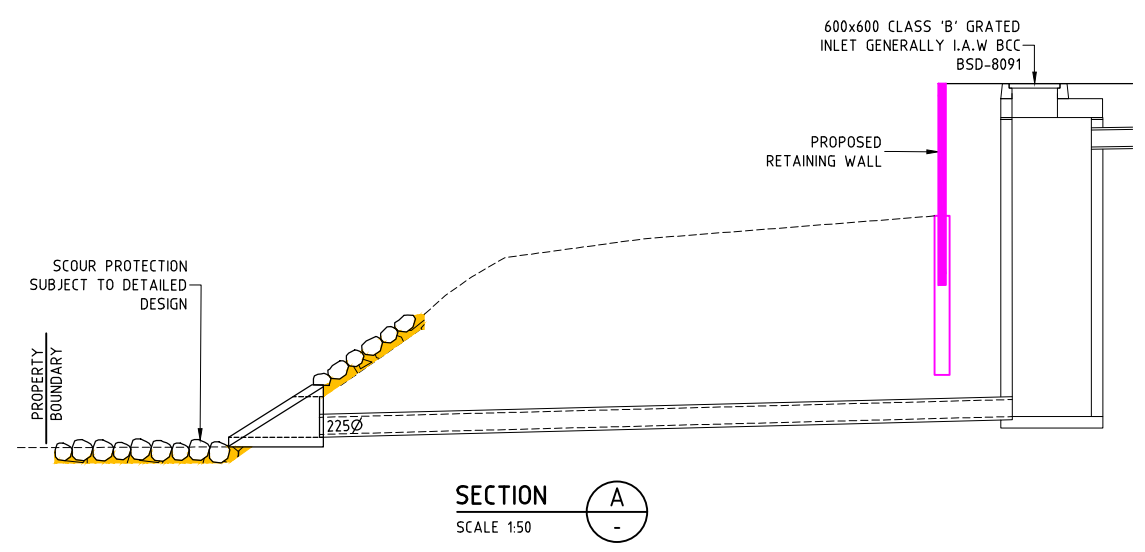 600x600 CLASS 'B' GRATED
INLET GENERALLY I.A.W BCC
BSD-8091
PROPOSED
RETAINING WALL
SCOUR PROTECTION
SUBJECT TO DETAILED
DESIGN
PROPERTY
BOUNDARY
225Ø
SECTION
SCALE 1:50
A
-